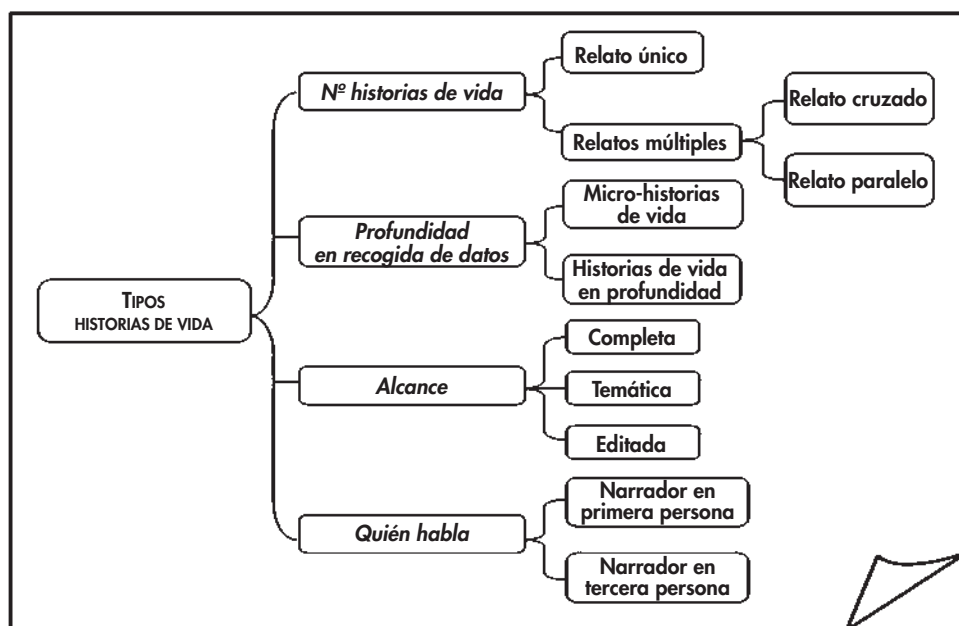 TIPOS
HISTORIAS DE VIDA
Nº historias de vida
Relato único
Relatos múltiples
Relato cruzado
Relato paralelo
Profundidad
en recogida de datos
Micro-historias
de vida
Historias de vida
en profundidad
Alcance
Completa
Temática
Editada
Quién habla
Narrador en
primera persona
Narrador en
tercera persona